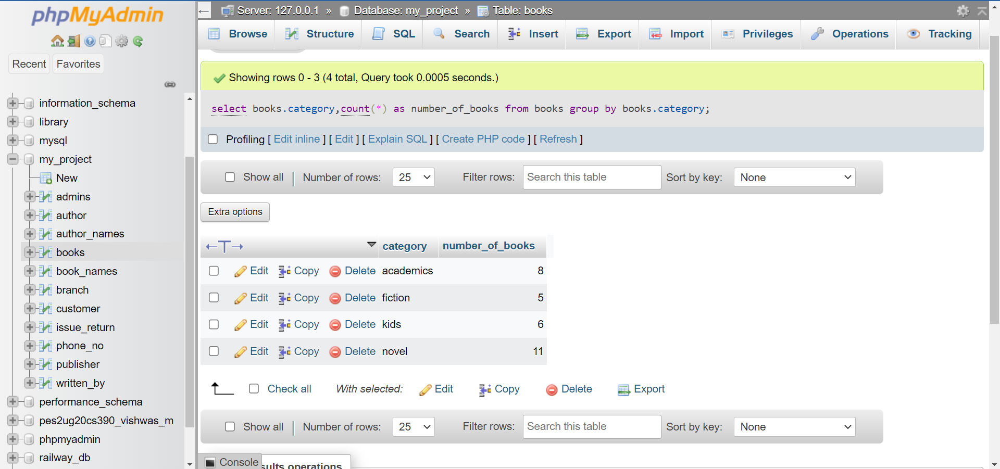 phpMyAdmin
Recent Favorites
information_schema
library
mysql
my_project
New
admins
author
author_names
books
book_names
branch
customer
issue_return
phone_no
publisher
written_by
performance_schema
pes2ug20cs390_vishwas_m
phpmyadmin
railway_db
← Server: 127.0.0.1 » Database: my_project » Table: books
Browse Structure SQL Search Insert Export Import Privileges Operations Tracking
Showing rows 0 - 3 (4 total, Query took 0.0005 seconds.)
select books.category,count(*) as number_of_books from books group by books.category;
Profiling [ Edit inline ] [ Edit ] [ Explain SQL ] [ Create PHP code ] [ Refresh ]
Show all | Number of rows: 25 Filter rows: Search this table Sort by key: None
Extra options
←T→ category number_of_books
Edit Copy Delete academics 8
Edit Copy Delete fiction 5
Edit Copy Delete kids 6
Edit Copy Delete novel 11
Check all With selected: Edit Copy Delete Export
Show all | Number of rows: 25 Filter rows: Search this table Sort by key: None
Console sults operations